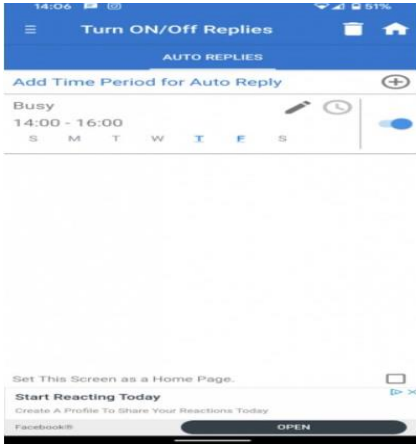 14:06 51%
Turn ON/Off Replies
AUTO REPLIES
Add Time Period for Auto Reply
Busy
14:00 - 16:00
S M T W T F S
Set This Screen as a Home Page.
Start Reacting Today
Create A Profile To Share Your Reactions Today
Facebook®
OPEN